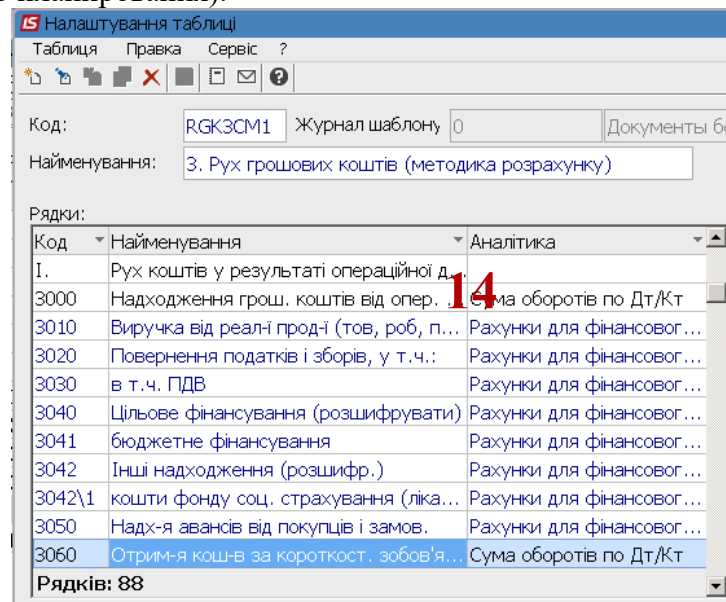 планирования).
Налаштування таблиці
Таблиця Правка Сервіс ?
Код: RGK3CM1 Журнал шаблону 0 Документы б
Найменування: 3. Рух грошових коштів (методика розрахунку)
Рядки:
Код Найменування Аналітика
I. Рух коштів у результаті операційної д...
3000 Надходження грош. коштів від опер. ... Сума оборотів по Дт/Кт
14
3010 Виручка від реал-ї прод-ї (тов, роб, п... Рахунки для фінансовог...
3020 Повернення податків і зборів, у т.ч.: Рахунки для фінансовог...
3030 в т.ч. ПДВ Рахунки для фінансовог...
3040 Цільове фінансування (розшифрувати) Рахунки для фінансовог...
3041 бюджетне фінансування Рахунки для фінансовог...
3042 Інші надходження (розшифр.) Рахунки для фінансовог...
3042\1 кошти фонду соц. страхування (ліка... Рахунки для фінансовог...
3050 Надх-я авансів від покупців і замов. Рахунки для фінансовог...
3060 Отрим-я кош-в за короткост. зобов'я... Сума оборотів по Дт/Кт
Рядків: 88